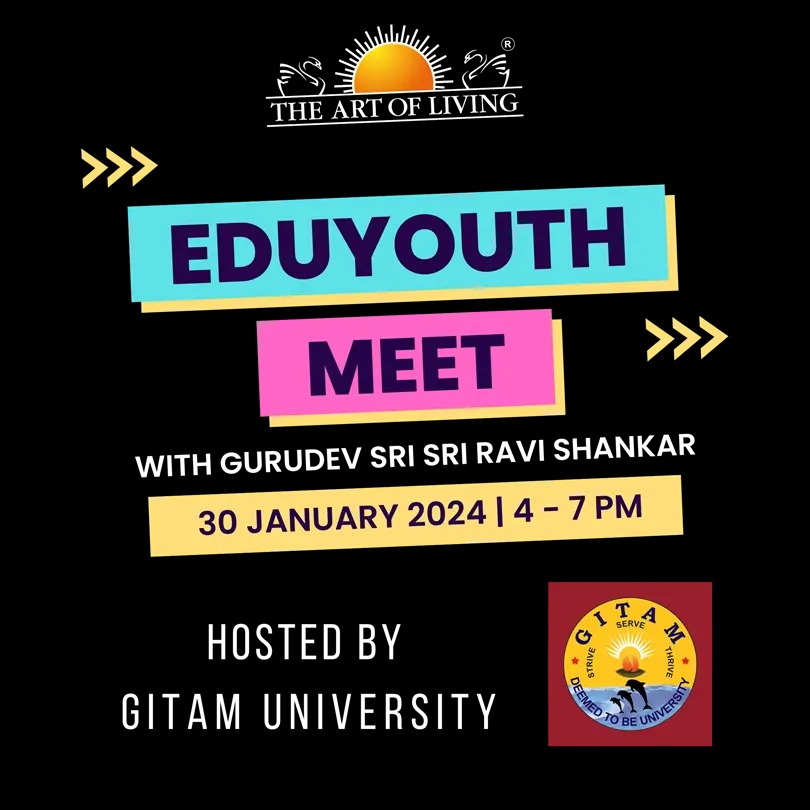 ®
THE ART OF LIVING
>>>
EDUYOUTH
MEET
>>>
WITH GURUDEV SRI SRI RAVI SHANKAR
30 JANUARY 2024 | 4 - 7 PM
HOSTED BY
GITAM UNIVERSITY
GITAM
SERVE
STRIVE
THRIVE
DEEMED TO BE UNIVERSITY